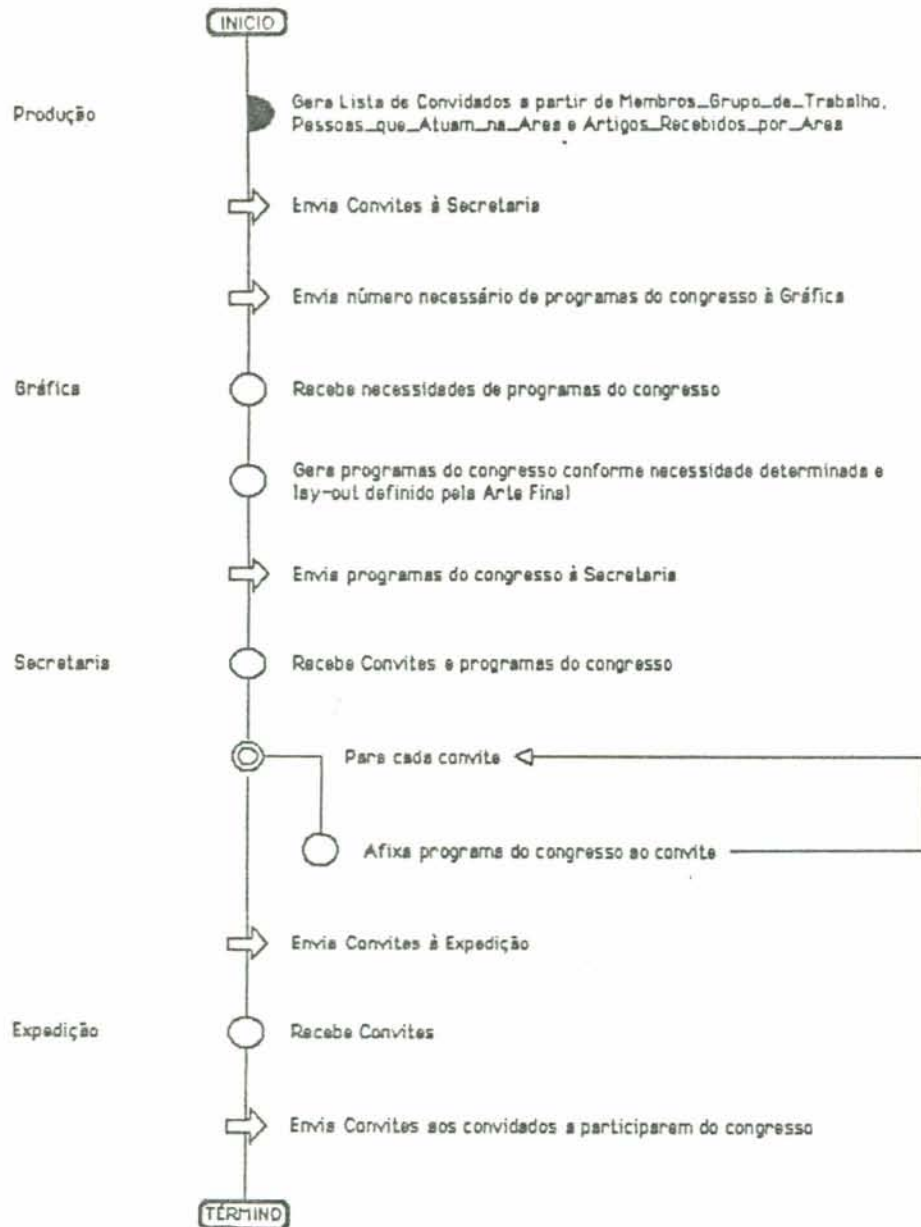 INICIO
Produção
Gera Lista de Convidados a partir de Membros_Grupo_de_Trabalho,
Pessoas_que_Atuam_na_Area e Artigos_Recebidos_por_Area
Envia Convites à Secretaria
Envia número necessário de programas do congresso à Gráfica
Gráfica
Recebe necessidades de programas do congresso
Gera programas do congresso conforme necessidade determinada e
lay-out definido pela Arte Final
Envia programas do congresso à Secretaria
Secretaria
Recebe Convites e programas do congresso
Para cada convite
Afixa programa do congresso ao convite
Envia Convites à Expedição
Expedição
Recebe Convites
Envia Convites aos convidados a participarem do congresso
TÉRMINO